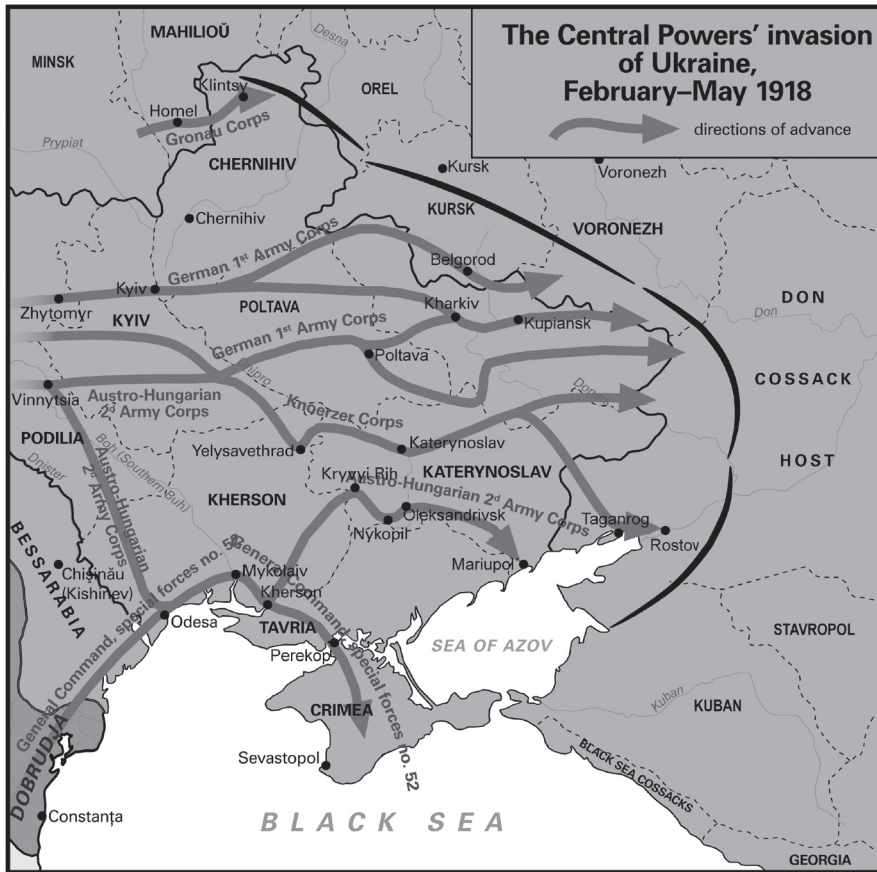 The Central Powers' invasion
of Ukraine,
February–May 1918
directions of advance
MAHILIOŬ
Desna
MINSK
OREL
Klintsy
Homel
Gronau Corps
Prypiat
CHERNIHIV
Kursk
Voronezh
KURSK
Chernihiv
VORONEZH
German 1st Army Corps
Belgorod
Kyiv
Zhytomyr
KYIV
POLTAVA
Kharkiv
Kupiansk
DON
Don
German 1st Army Corps
Poltava
Dnipro
COSSACK
Vinnytsia
Austro-Hungarian
2d Army Corps
Donets
Knoerzer Corps
PODILIA
Boh (Southern Buh)
Yelysavethrad
Katerynoslav
HOST
Dnister
Austro-Hungarian
2d Army Corps
Kryvyi Rih
KATERYNOSLAV
Austro-Hungarian 2d Army Corps
KHERSON
Oleksandrivsk
Nykopil
Taganrog
Rostov
BESSARABIA
Chişinău
(Kishinev)
Mykolaiv
Mariupol
Kherson
General Command, special forces no. 52
General Command, special forces no. 52
Odesa
TAVRIA
Perekop
SEA OF AZOV
STAVROPOL
CRIMEA
Kuban
KUBAN
DOBRUDJA
Sevastopol
BLACK SEA COSSACKS
Constanța
BLACK SEA
GEORGIA